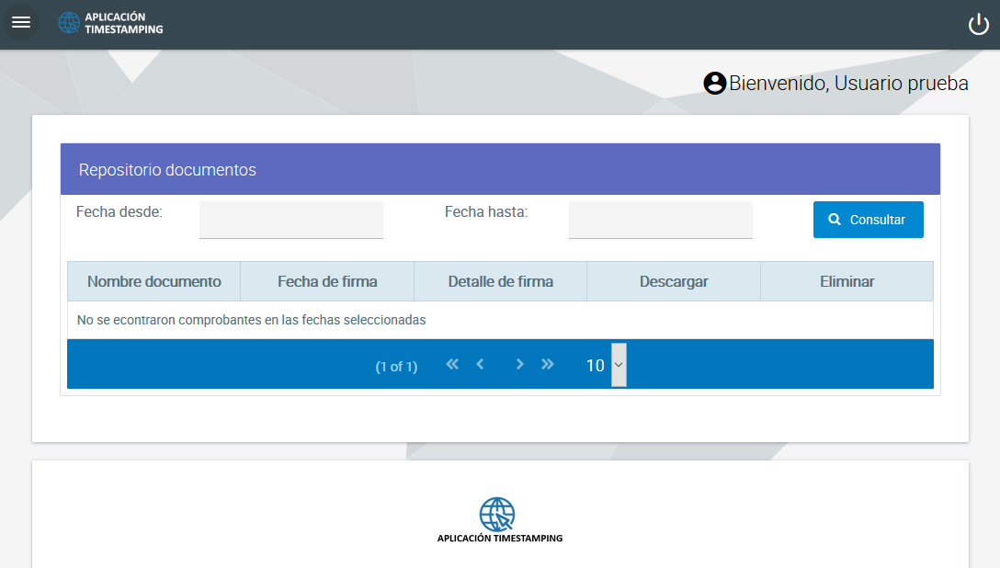 APLICACIÓN
TIMESTAMPING
Bienvenido, Usuario prueba
Repositorio documentos
Fecha desde:
Fecha hasta:
Consultar
Nombre documento
Fecha de firma
Detalle de firma
Descargar
Eliminar
No se econtraron comprobantes en las fechas seleccionadas
(1 of 1)
10
APLICACIÓN TIMESTAMPING